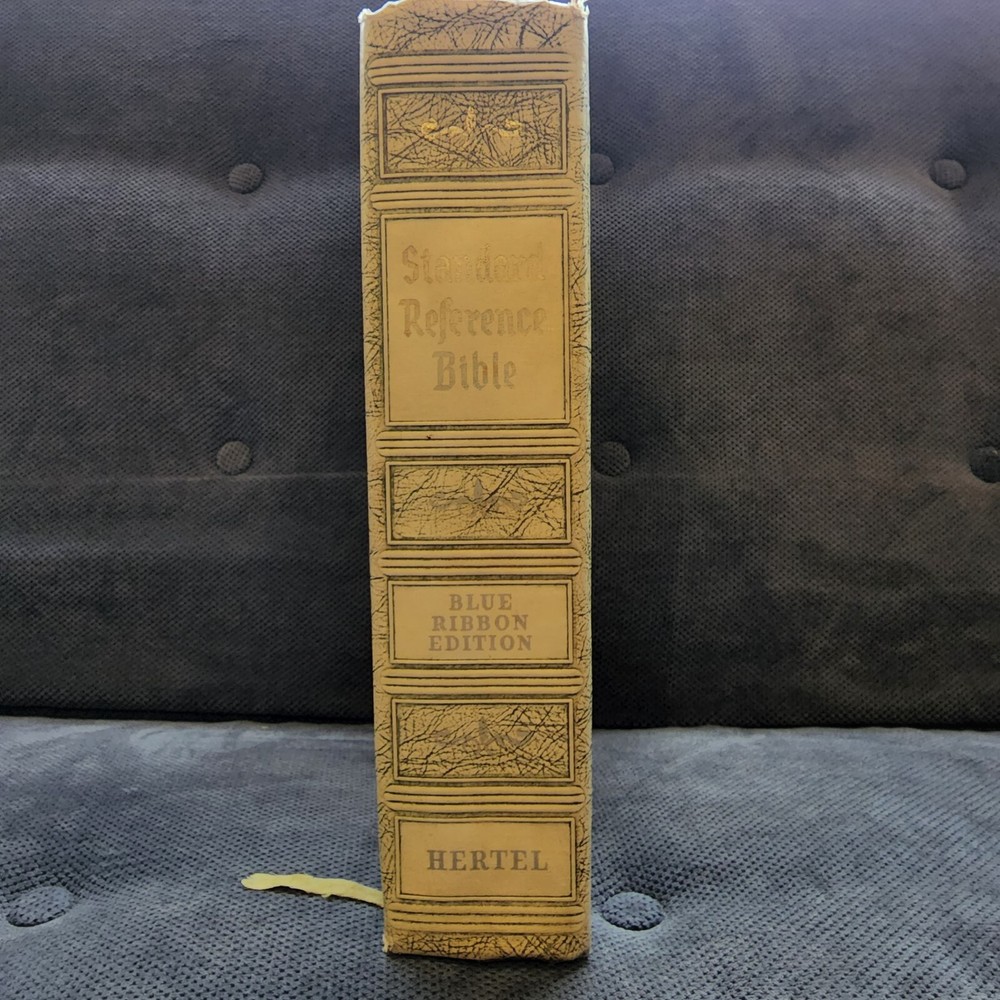 Standard
Reference
Bible
BLUE
RIBBON
EDITION
HERTEL